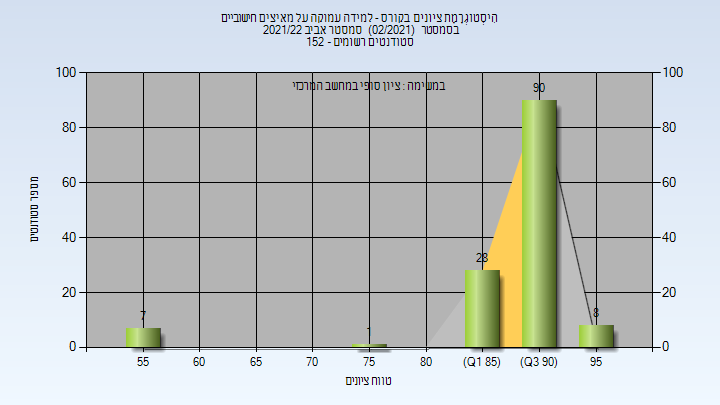 היסטוגרמת ציונים בקורס - למידה עמוקה על מאיצים חישוביים
בסמסטר (02/2021) סמסטר אביב 2021/22
סטודנטים רשומים - 152
במשימה : ציון סופי במחשב המרכזי
מספר סטודנטים
100 100
80 80
60 60
40 40
20 20
0 0
7 1 28 90 8
55 60 65 70 75 80 (Q1 85) (Q3 90) 95
טווח ציונים